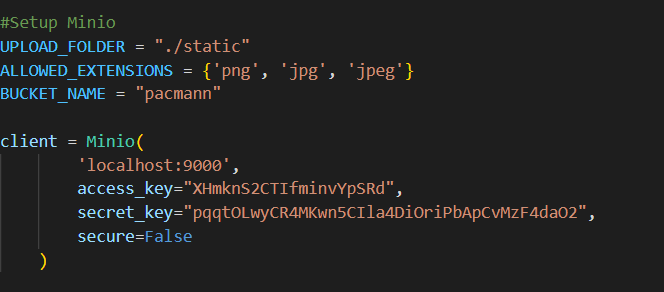 #Setup Minio
UPLOAD_FOLDER = "./static"
ALLOWED_EXTENSIONS = {'png', 'jpg', 'jpeg'}
BUCKET_NAME = "pacmann"
client = Minio(
'localhost:9000',
access_key="XHmknS2CTIfminvYpSRd",
secret_key="pqqtOLwyCR4MKwn5CIla4DiOriPbApCvMzF4daO2",
secure=False
)